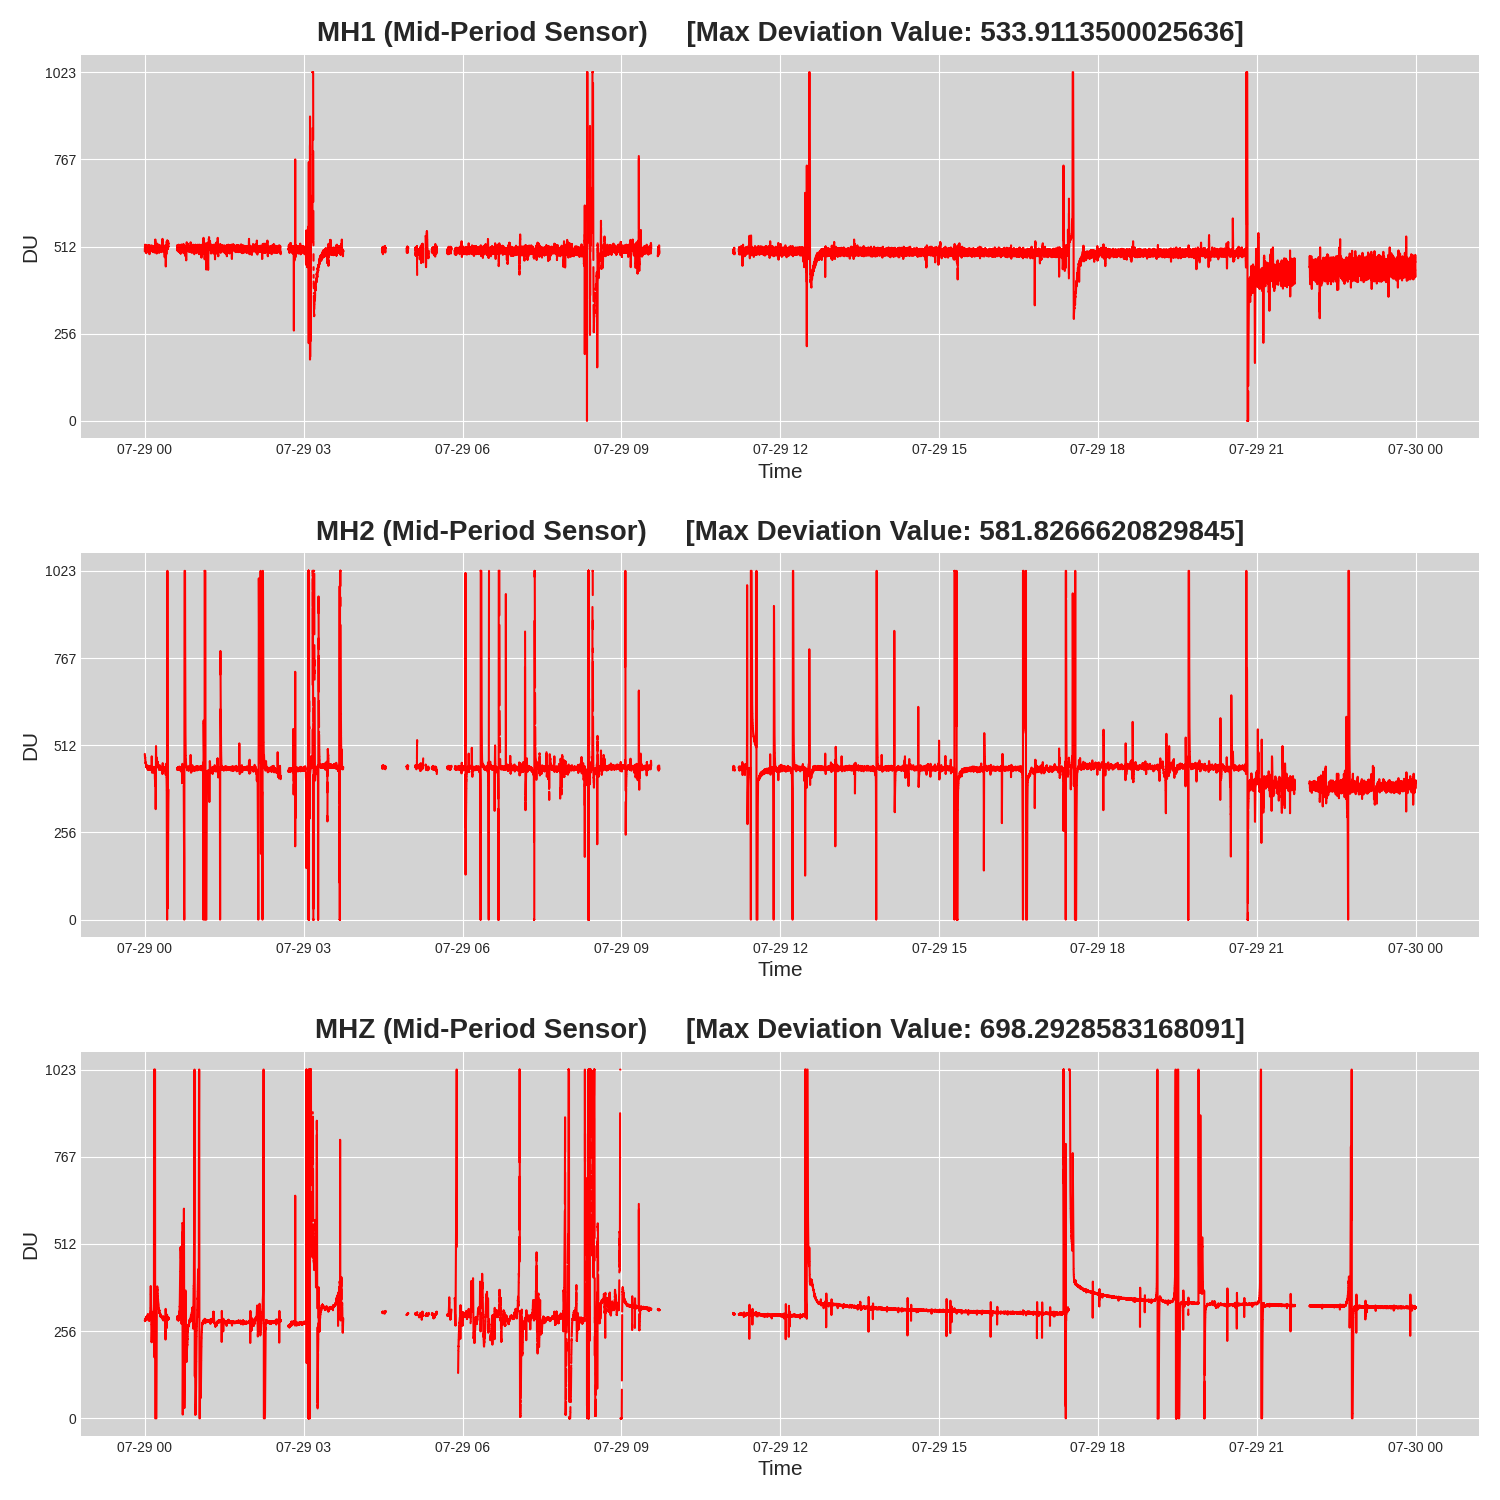 MH1 (Mid-Period Sensor)     [Max Deviation Value: 533.9113500025636]
1023
767
512
256
0
DU
07-29 00 07-29 03 07-29 06 07-29 09 07-29 12 07-29 15 07-29 18 07-29 21 07-30 00
Time
MH2 (Mid-Period Sensor)     [Max Deviation Value: 581.8266620829845]
1023
767
512
256
0
DU
07-29 00 07-29 03 07-29 06 07-29 09 07-29 12 07-29 15 07-29 18 07-29 21 07-30 00
Time
MHZ (Mid-Period Sensor)     [Max Deviation Value: 698.2928583168091]
1023
767
512
256
0
DU
07-29 00 07-29 03 07-29 06 07-29 09 07-29 12 07-29 15 07-29 18 07-29 21 07-30 00
Time